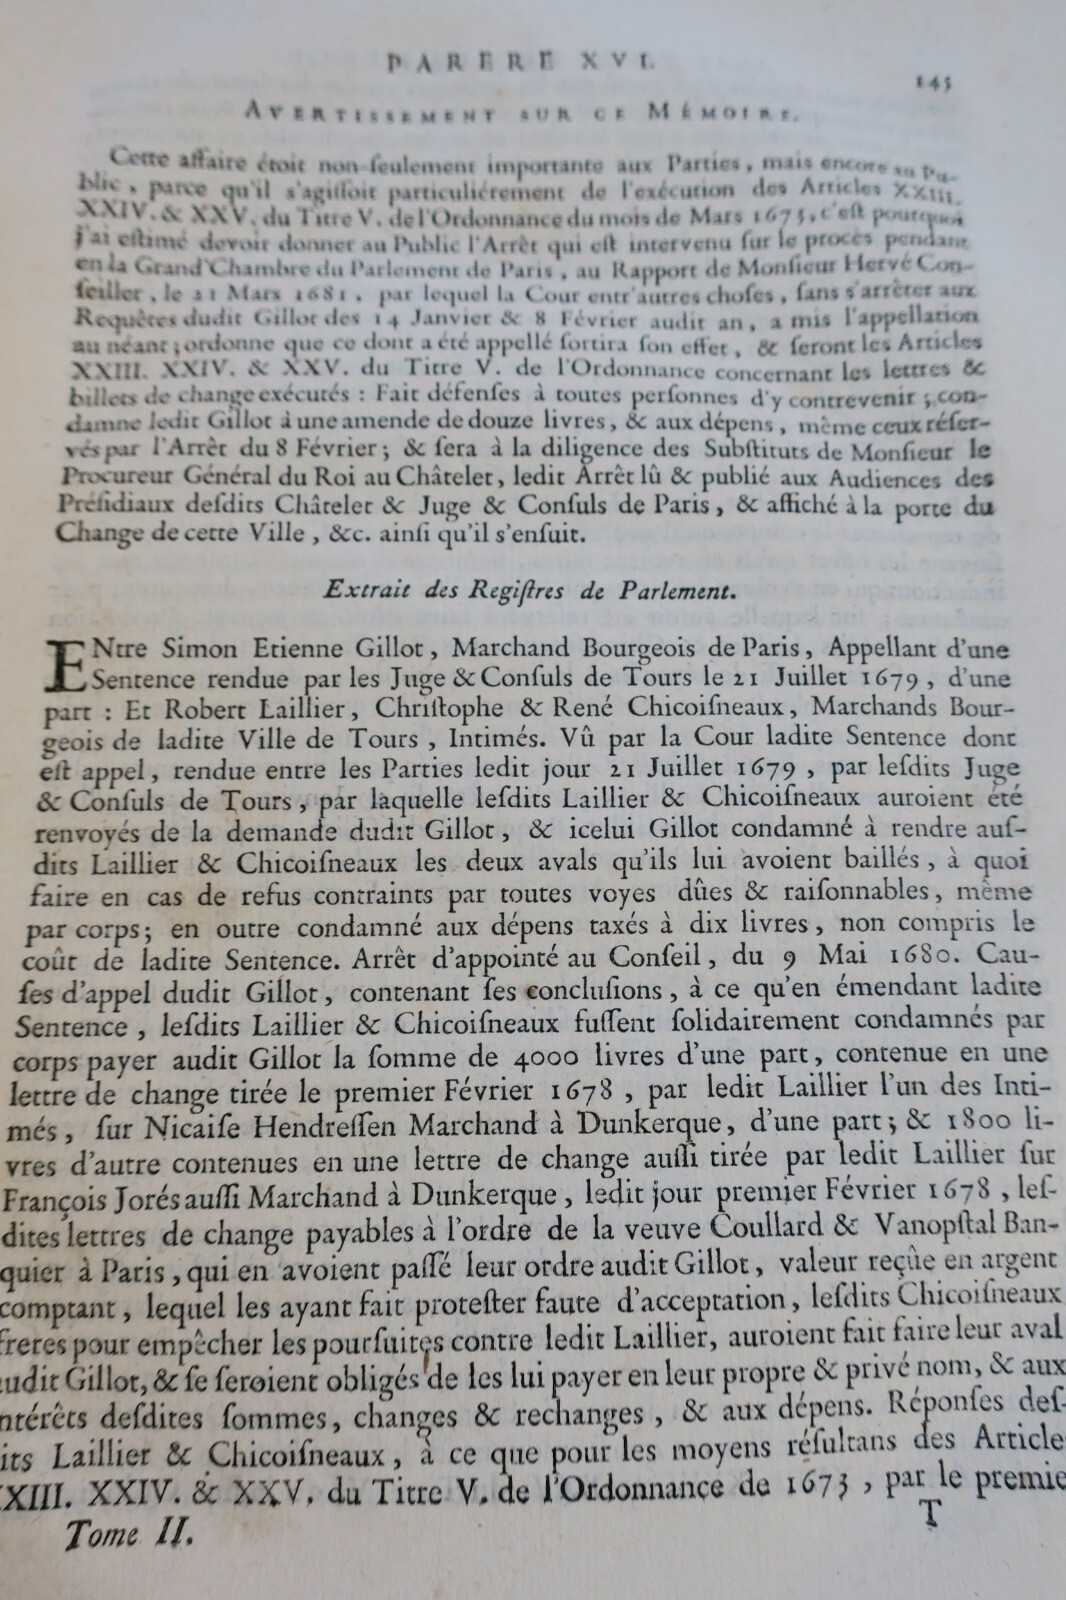 PARERE XVI.
145
AVERTISSEMENT SUR CE MÉMOIRE.
Cette affaire étoit non ſeulement importante aux Parties, mais encore au Pu-
blic, parce qu'il s'agiſſoit particuliérement de l'exécution des Articles XXIII.
XXIV. & XXV. du Titre V. de l'Ordonnance du mois de Mars 1673, c'eſt pourquoi
j'ai eſtimé devoir donner au Public l'Arrêt qui eſt intervenu ſur le procès pendant
en la Grand'Chambre du Parlement de Paris, au Rapport de Monſieur Hervé Con-
ſeiller, le 21 Mars 1681, par lequel la Cour entr'autres choſes, ſans s'arrêter aux
Requêtes dudit Gillot des 14 Janvier & 8 Février audit an, a mis l'appellation
au néant; ordonne que ce dont a été appellé ſortira ſon effet, & ſeront les Articles
XXIII. XXIV. & XXV. du Titre V. de l'Ordonnance concernant les lettres &
billets de change exécutés : Fait défenſes à toutes perſonnes d'y contrevenir; con-
damne ledit Gillot à une amende de douze livres, & aux dépens, même ceux réſer-
vés par l'Arrêt du 8 Février; & ſera à la diligence des Subſtituts de Monſieur le
Procureur Général du Roi au Châtelet, ledit Arrêt lû & publié aux Audiences des
Préſidiaux deſdits Châtelet & Juge & Conſuls de Paris, & affiché à la porte du
Change de cette Ville, &c. ainſi qu'il s'enſuit.
Extrait des Regiſtres de Parlement.
ENtre Simon Etienne Gillot, Marchand Bourgeois de Paris, Appellant d'une
Sentence rendue par les Juge & Conſuls de Tours le 21 Juillet 1679, d'une
part : Et Robert Laillier, Chriſtophe & René Chicoiſneaux, Marchands Bour-
geois de ladite Ville de Tours, Intimés. Vû par la Cour ladite Sentence dont
eſt appel, rendue entre les Parties ledit jour 21 Juillet 1679, par leſdits Juge
& Conſuls de Tours, par laquelle leſdits Laillier & Chicoiſneaux auroient été
renvoyés de la demande dudit Gillot, & icelui Gillot condamné à rendre auſ-
dits Laillier & Chicoiſneaux les deux avals qu'ils lui avoient baillés, à quoi
faire en cas de refus contraints par toutes voyes dûes & raiſonnables, même
par corps; en outre condamné aux dépens taxés à dix livres, non compris le
coût de ladite Sentence. Arrêt d'appointé au Conſeil, du 9 Mai 1680. Cau-
ſes d'appel dudit Gillot, contenant ſes concluſions, à ce qu'en émendant ladite
Sentence, leſdits Laillier & Chicoiſneaux fuſſent ſolidairement condamnés par
corps payer audit Gillot la ſomme de 4000 livres d'une part, contenue en une
lettre de change tirée le premier Février 1678, par ledit Laillier l'un des Inti-
més, ſur Nicaiſe Hendreſſen Marchand à Dunkerque, d'une part; & 1800 li-
vres d'autre contenues en une lettre de change auſſi tirée par ledit Laillier ſur
François Jorés auſſi Marchand à Dunkerque, ledit jour premier Février 1678, leſ-
dites lettres de change payables à l'ordre de la veuve Coullard & Vanopſtal Ban-
quier à Paris, qui en avoient paſſé leur ordre audit Gillot, valeur reçûe en argent
comptant, lequel les ayant fait proteſter faute d'acceptation, leſdits Chicoiſneaux
freres pour empêcher les pourſuites contre ledit Laillier, auroient fait faire leur aval
audit Gillot, & ſe ſeroient obligés de les lui payer en leur propre & privé nom, & aux
ntérêts deſdites ſommes, changes & rechanges, & aux dépens. Réponſes deſ-
its Laillier & Chicoiſneaux, à ce que pour les moyens réſultans des Article
XXIII. XXIV. & XXV. du Titre V. de l'Ordonnance de 1673, par le premie
Tome II.
T